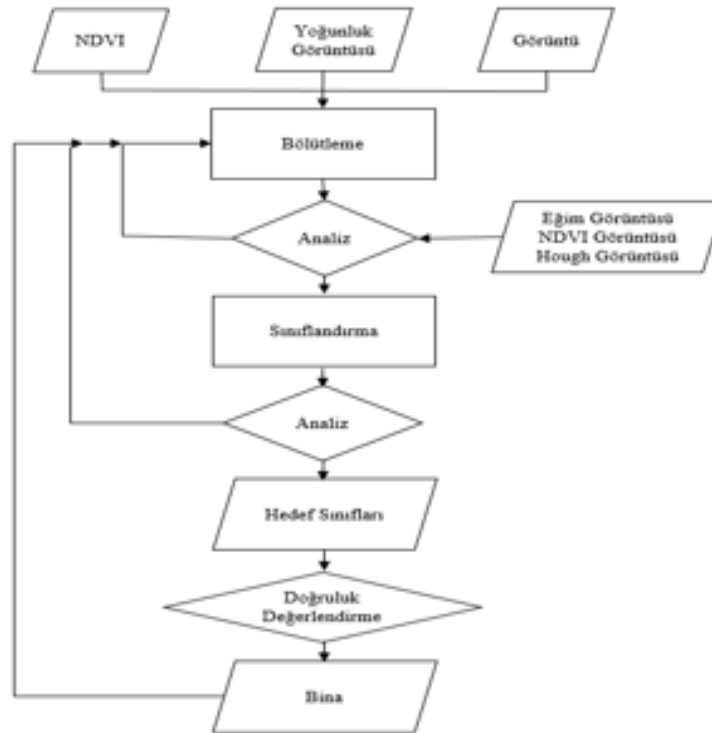 NDVI
Yoğunluk
Görüntüsü
Görüntü
Bölütleme
Analiz
Eğim Görüntüsü
NDVI Görüntüsü
Hough Görüntüsü
Sınıflandırma
Analiz
Hedef Sınıfları
Doğruluk
Değerlendirme
Bina